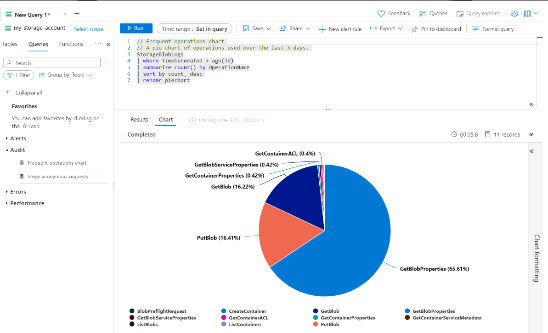 New Query 1*
Feedback
Queries
Query explorer
my-storage-account
Select scope
Run
Time range : Set in query
Save
Share
New alert rule
Export
Pin to dashboard
Format query
Tables
Queries
Functions
Search
Filter
Group by: Topic
Collapse all
Favorites
You can add favorites by clicking on
the ☆ icon
Alerts
Audit
Frequent operations chart
Show anonymous requests
Errors
Performance
1 // Frequent operations chart
2 // A pie chart of operations used over the last 3 days.
3 StorageBlobLogs
4 | where TimeGenerated > ago(3d)
5 | summarize count() by OperationName
6 | sort by count_ desc
7 | render piechart
Results
Chart
Display time (UTC+00:00)
Completed
00:05.8
11 records
GetContainerACL (0.4%)
GetBlobServiceProperties (0.42%)
GetContainerProperties (0.42%)
GetBlob (16.22%)
PutBlob (16.41%)
GetBlobProperties (65.61%)
Chart formatting
BlobPreflightRequest
CreateContainer
GetBlob
GetBlobProperties
GetBlobServiceProperties
GetContainerACL
GetContainerProperties
GetContainerServiceMetadata
ListBlobs
ListContainers
PutBlob